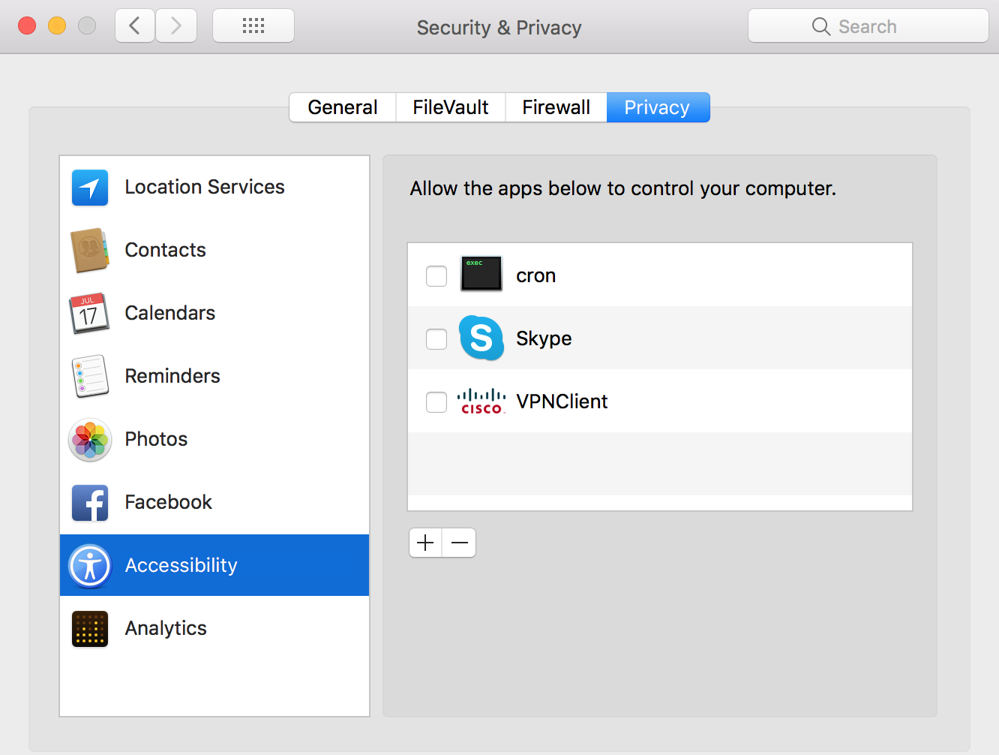 Security & Privacy
Search
General
FileVault
Firewall
Privacy
Location Services
Contacts
JUL
17
Calendars
Reminders
Photos
f
Facebook
Accessibility
Analytics
Allow the apps below to control your computer.
exec
cron
S
Skype
CISCO
VPNClient